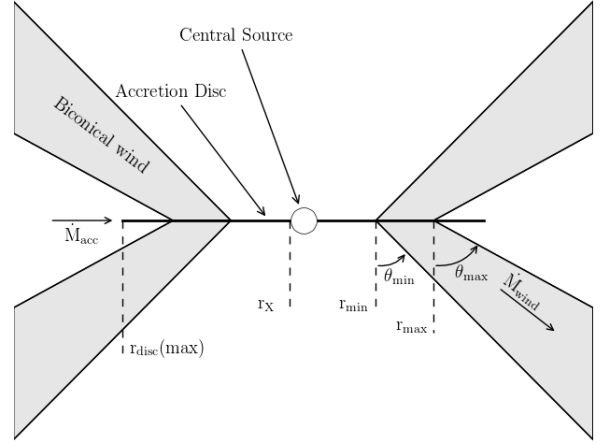 Central Source
Accretion Disc
Biconical wind
Ṁacc
θmin
θmax
Ṁwind
rX
rmin
rmax
rdisc(max)